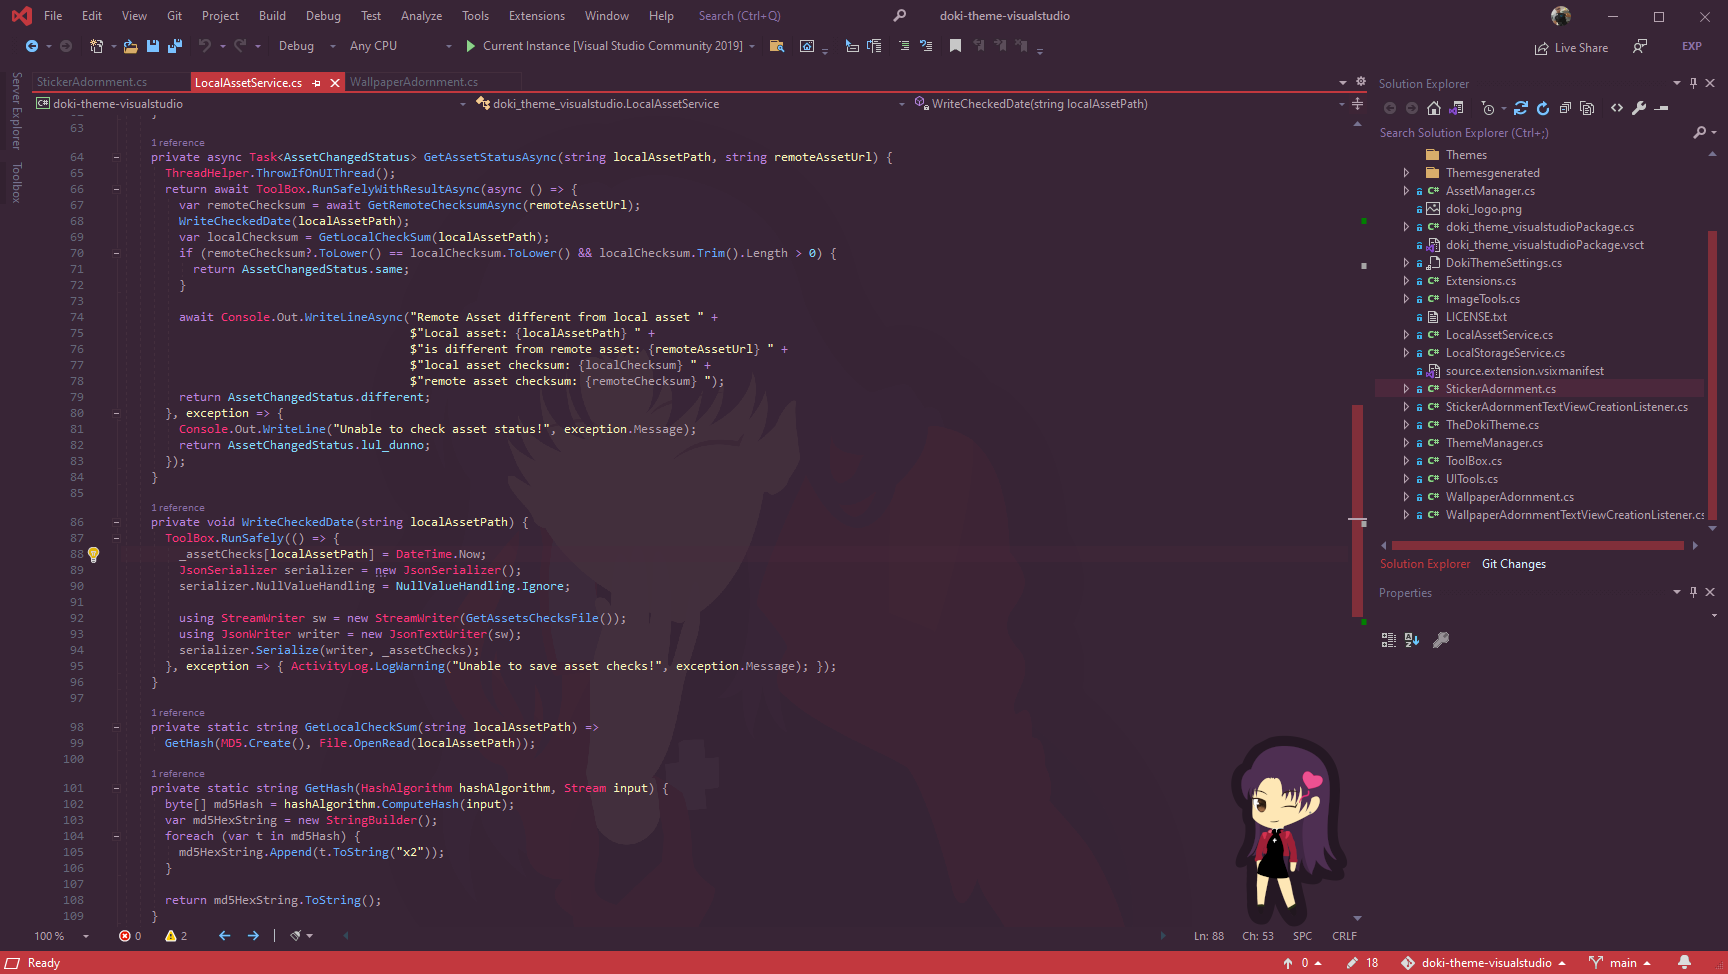 File Edit View Git Project Build Debug Test Analyze Tools Extensions Window Help Search (Ctrl+Q) doki-theme-visualstudio
Debug Any CPU Current Instance [Visual Studio Community 2019] Live Share EXP
Server Explorer
Toolbox
StickerAdornment.cs LocalAssetService.cs WallpaperAdornment.cs
doki-theme-visualstudio doki_theme_visualstudio.LocalAssetService WriteCheckedDate(string localAssetPath)
63
1 reference
64 private async Task<AssetChangedStatus> GetAssetStatusAsync(string localAssetPath, string remoteAssetUrl) {
65 ThreadHelper.ThrowIfOnUIThread();
66 return await ToolBox.RunSafelyWithResultAsync(async () => {
67 var remoteChecksum = await GetRemoteChecksumAsync(remoteAssetUrl);
68 WriteCheckedDate(localAssetPath);
69 var localChecksum = GetLocalCheckSum(localAssetPath);
70 if (remoteChecksum?.ToLower() == localChecksum.ToLower() && localChecksum.Trim().Length > 0) {
71 return AssetChangedStatus.same;
72 }
73
74 await Console.Out.WriteLineAsync("Remote Asset different from local asset " +
75 $"Local asset: {localAssetPath} " +
76 $"is different from remote asset: {remoteAssetUrl} " +
77 $"local asset checksum: {localChecksum} " +
78 $"remote asset checksum: {remoteChecksum} ");
79 return AssetChangedStatus.different;
80 }, exception => {
81 Console.Out.WriteLine("Unable to check asset status!", exception.Message);
82 return AssetChangedStatus.lul_dunno;
83 });
84 }
85
1 reference
86 private void WriteCheckedDate(string localAssetPath) {
87 ToolBox.RunSafely(() => {
88 _assetChecks[localAssetPath] = DateTime.Now;
89 JsonSerializer serializer = new JsonSerializer();
90 serializer.NullValueHandling = NullValueHandling.Ignore;
91
92 using StreamWriter sw = new StreamWriter(GetAssetsChecksFile());
93 using JsonWriter writer = new JsonTextWriter(sw);
94 serializer.Serialize(writer, _assetChecks);
95 }, exception => { ActivityLog.LogWarning("Unable to save asset checks!", exception.Message); });
96 }
97
1 reference
98 private static string GetLocalCheckSum(string localAssetPath) =>
99 GetHash(MD5.Create(), File.OpenRead(localAssetPath));
100
1 reference
101 private static string GetHash(HashAlgorithm hashAlgorithm, Stream input) {
102 byte[] md5Hash = hashAlgorithm.ComputeHash(input);
103 var md5HexString = new StringBuilder();
104 foreach (var t in md5Hash) {
105 md5HexString.Append(t.ToString("x2"));
106 }
107
108 return md5HexString.ToString();
109 }
100 % 0 2 Ln: 88 Ch: 53 SPC CRLF
Solution Explorer
Search Solution Explorer (Ctrl+;)
Themes
Themesgenerated
C# AssetManager.cs
doki_logo.png
C# doki_theme_visualstudioPackage.cs
doki_theme_visualstudioPackage.vsct
DokiThemeSettings.cs
C# Extensions.cs
C# ImageTools.cs
LICENSE.txt
C# LocalAssetService.cs
C# LocalStorageService.cs
source.extension.vsixmanifest
C# StickerAdornment.cs
C# StickerAdornmentTextViewCreationListener.cs
C# TheDokiTheme.cs
C# ThemeManager.cs
C# ToolBox.cs
C# UITools.cs
C# WallpaperAdornment.cs
C# WallpaperAdornmentTextViewCreationListener.cs
Solution Explorer Git Changes
Properties
Ready 0 18 doki-theme-visualstudio main